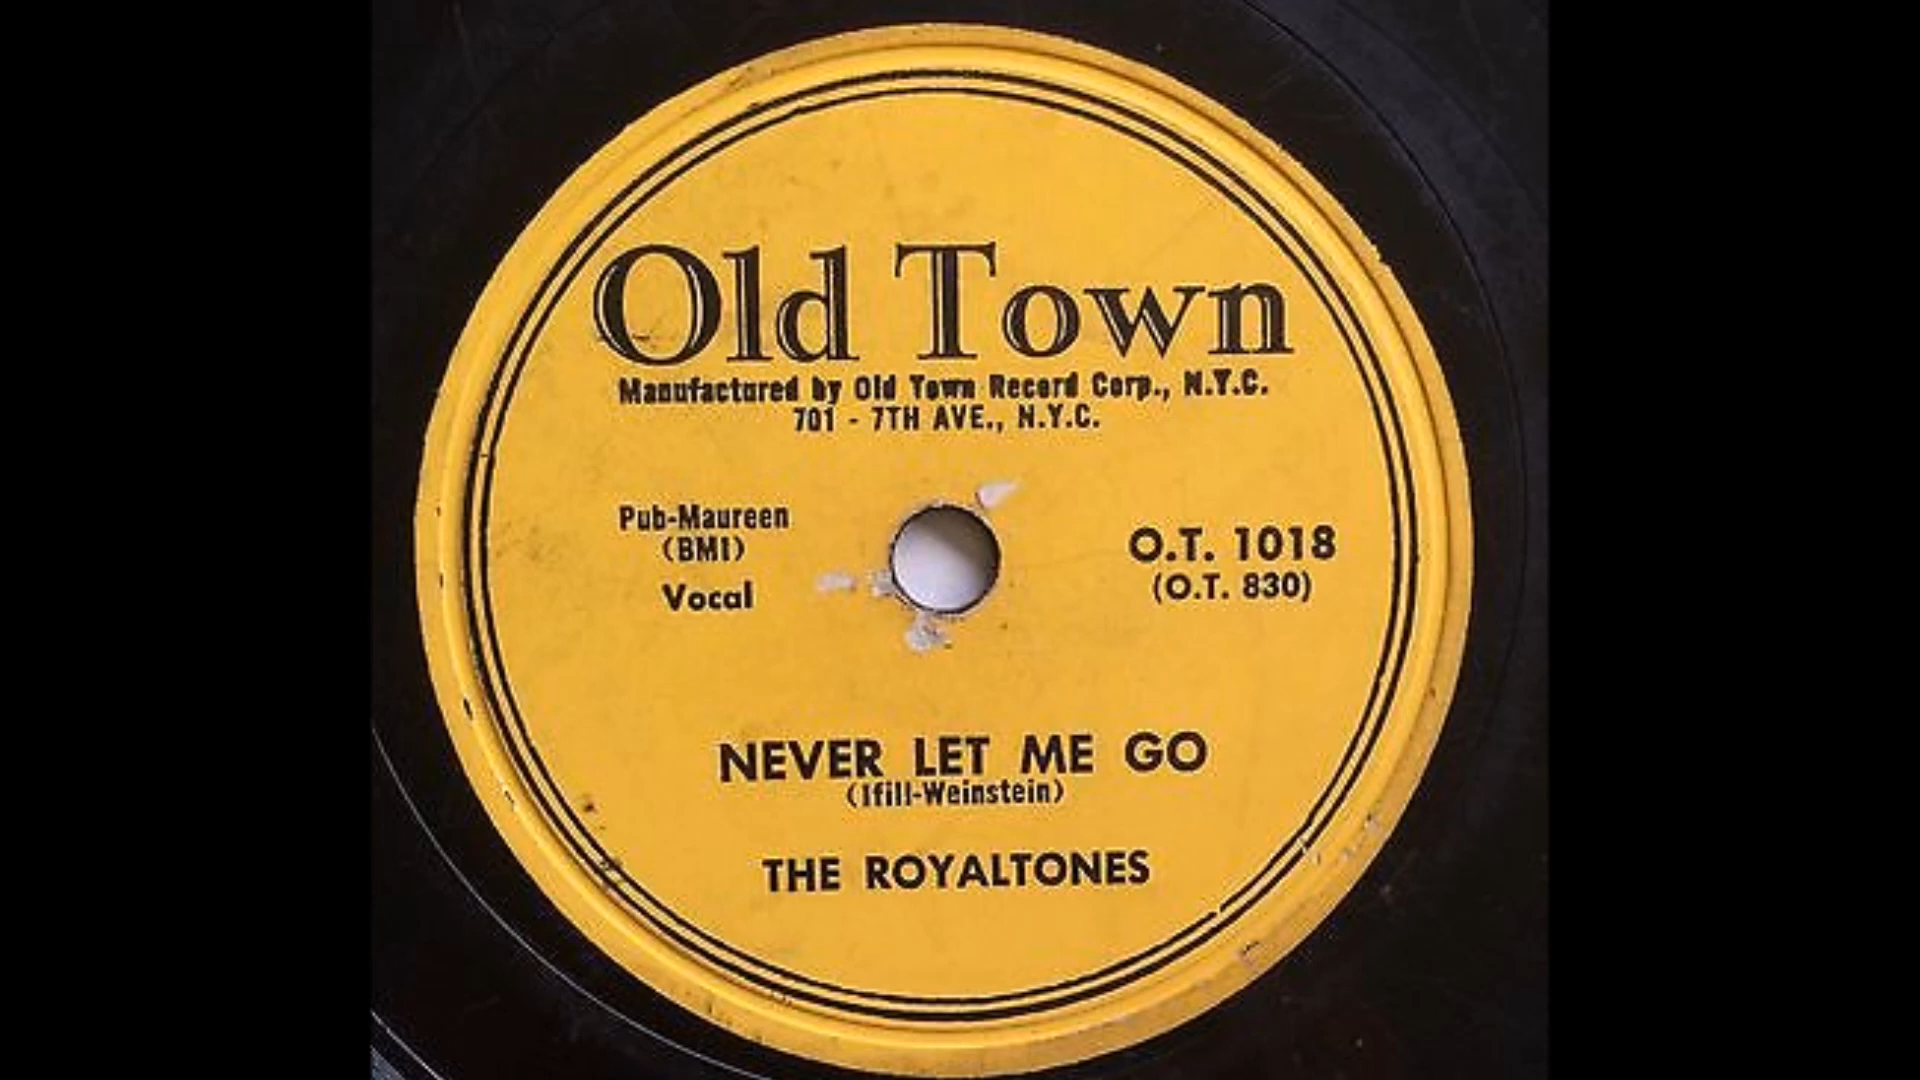 Old Town
Manufactured by Old Town Record Corp., N.Y.C.
701 - 7TH AVE., N.Y.C.
Pub-Maureen
(BMI)
Vocal
O.T. 1018
(O.T. 830)
NEVER LET ME GO
(Ifill-Weinstein)
THE ROYALTONES